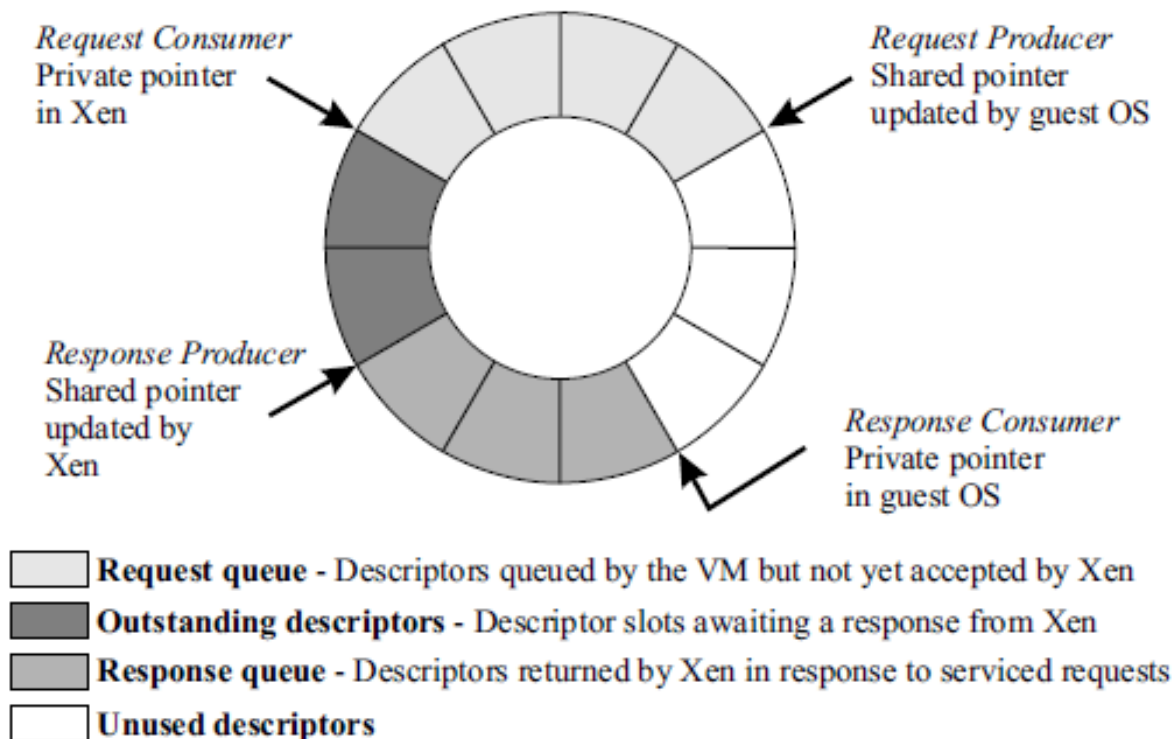 Request Consumer
Private pointer
in Xen
Request Producer
Shared pointer
updated by guest OS
Response Producer
Shared pointer
updated by
Xen
Response Consumer
Private pointer
in guest OS
Request queue - Descriptors queued by the VM but not yet accepted by Xen
Outstanding descriptors - Descriptor slots awaiting a response from Xen
Response queue - Descriptors returned by Xen in response to serviced requests
Unused descriptors